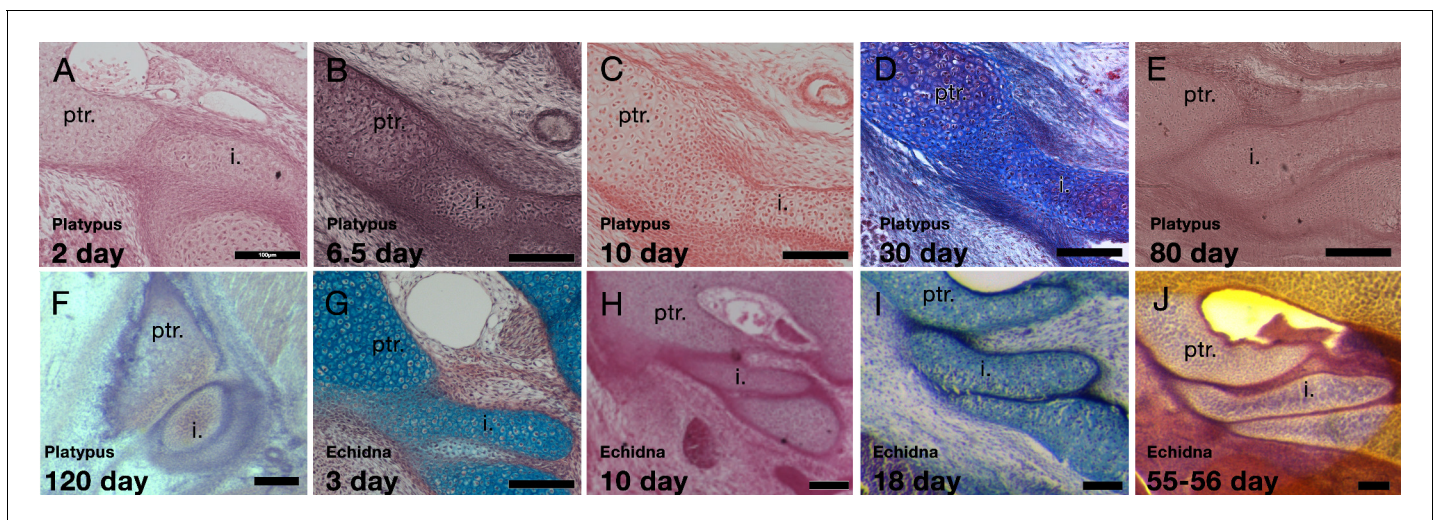 A
ptr.
i.
Platypus
2 day
100µm
B
ptr.
i.
Platypus
6.5 day
C
ptr.
i.
Platypus
10 day
D
ptr.
i.
Platypus
30 day
E
ptr.
i.
Platypus
80 day
F
ptr.
i.
Platypus
120 day
G
ptr.
i.
Echidna
3 day
H
ptr.
i.
Echidna
10 day
I
ptr.
i.
Echidna
18 day
J
ptr.
i.
Echidna
55-56 day